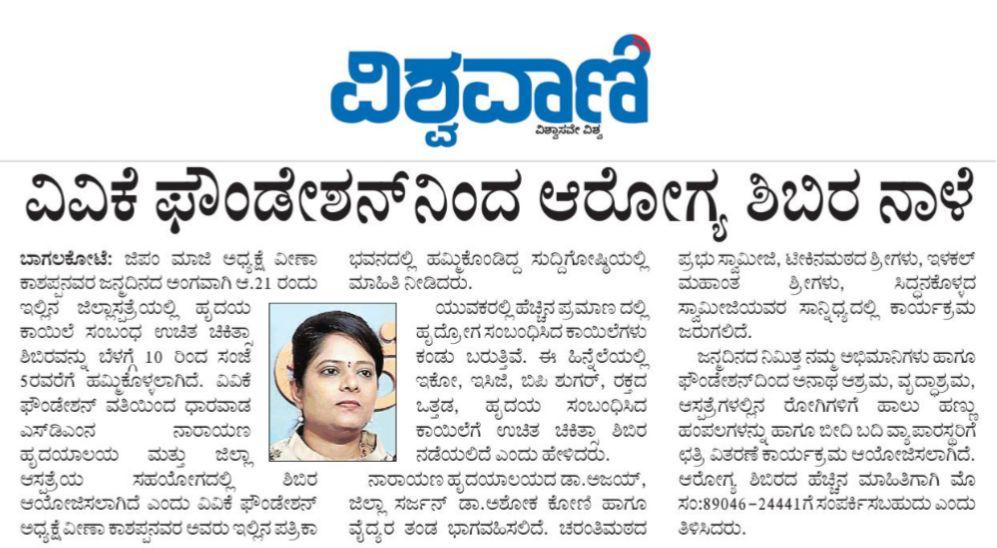 ವಿಶ್ವವಾಣಿ
ವಿಶ್ವಾಸವೇ ವಿಶ್ವ
ವಿವಿಕೆ ಫೌಂಡೇಶನ್‌ನಿಂದ ಆರೋಗ್ಯ ಶಿಬಿರ ನಾಳೆ
ಬಾಗಲಕೋಟೆ: ಜಿಪಂ ಮಾಜಿ ಅಧ್ಯಕ್ಷೆ ವೀಣಾ
ಕಾಶಪ್ಪನವರ ಜನ್ಮದಿನದ ಅಂಗವಾಗಿ ಆ.21 ರಂದು
ಇಲ್ಲಿನ ಜಿಲ್ಲಾಸ್ಪತ್ರೆಯಲ್ಲಿ ಹೃದಯ
ಕಾಯಿಲೆ ಸಂಬಂಧ ಉಚಿತ ಚಿಕಿತ್ಸಾ
ಶಿಬಿರವನ್ನು ಬೆಳಗ್ಗೆ 10 ರಿಂದ ಸಂಜೆ
5ರವರೆಗೆ ಹಮ್ಮಿಕೊಳ್ಳಲಾಗಿದೆ. ವಿವಿಕೆ
ಫೌಂಡೇಶನ್ ವತಿಯಿಂದ ಧಾರವಾಡ
ಎಸ್‌ಡಿಎಂನ ನಾರಾಯಣ
ಹೃದಯಾಲಯ ಮತ್ತು ಜಿಲ್ಲಾ
ಆಸ್ಪತ್ರೆಯ ಸಹಯೋಗದಲ್ಲಿ ಶಿಬಿರ
ಆಯೋಜಿಸಲಾಗಿದೆ ಎಂದು ವಿವಿಕೆ ಫೌಂಡೇಶನ್
ಅಧ್ಯಕ್ಷೆ ವೀಣಾ ಕಾಶಪ್ಪನವರ ಅವರು ಇಲ್ಲಿನ ಪತ್ರಿಕಾ
ಭವನದಲ್ಲಿ ಹಮ್ಮಿಕೊಂಡಿದ್ದ ಸುದ್ದಿಗೋಷ್ಠಿಯಲ್ಲಿ
ಮಾಹಿತಿ ನೀಡಿದರು.
ಯುವಕರಲ್ಲಿ ಹೆಚ್ಚಿನ ಪ್ರಮಾಣ ದಲ್ಲಿ
ಹೃದ್ರೋಗ ಸಂಬಂಧಿಸಿದ ಕಾಯಿಲೆಗಳು
ಕಂಡು ಬರುತ್ತಿವೆ. ಈ ಹಿನ್ನೆಲೆಯಲ್ಲಿ
ಇಕೋ, ಇಸಿಜಿ, ಬಿಪಿ ಶುಗರ್, ರಕ್ತದ
ಒತ್ತಡ, ಹೃದಯ ಸಂಬಂಧಿಸಿದ
ಕಾಯಿಲೆಗೆ ಉಚಿತ ಚಿಕಿತ್ಸಾ ಶಿಬಿರ
ನಡೆಯಲಿದೆ ಎಂದು ಹೇಳಿದರು.
ನಾರಾಯಣ ಹೃದಯಾಲಯದ ಡಾ.ಅಜಯ್,
ಜಿಲ್ಲಾ ಸರ್ಜನ್ ಡಾ.ಅಶೋಕ ಕೋಣಿ ಹಾಗೂ
ವೈದ್ಯರ ತಂಡ ಭಾಗವಹಿಸಲಿದೆ. ಚರಂತಿಮಠದ
ಪ್ರಭು ಸ್ವಾಮೀಜಿ, ಟೀಕಿನಮಠದ ಶ್ರೀಗಳು, ಇಳಕಲ್
ಮಹಾಂತ ಶ್ರೀಗಳು, ಸಿದ್ಧನಕೊಳ್ಳದ
ಸ್ವಾಮೀಜಿಯವರ ಸಾನ್ನಿಧ್ಯದಲ್ಲಿ ಕಾರ್ಯಕ್ರಮ
ಜರುಗಲಿದೆ.
ಜನ್ಮದಿನದ ನಿಮಿತ್ತ ನಮ್ಮ ಅಭಿಮಾನಿಗಳು ಹಾಗೂ
ಫೌಂಡೇಶನ್‌ದಿಂದ ಅನಾಥ ಆಶ್ರಮ, ವೃದ್ಧಾಶ್ರಮ,
ಆಸ್ಪತ್ರೆಗಳಲ್ಲಿನ ರೋಗಿಗಳಿಗೆ ಹಾಲು ಹಣ್ಣು
ಹಂಪಲಗಳನ್ನು ಹಾಗೂ ಬೀದಿ ಬದಿ ವ್ಯಾಪಾರಸ್ಥರಿಗೆ
ಛತ್ರಿ ವಿತರಣೆ ಕಾರ್ಯಕ್ರಮ ಆಯೋಜಿಸಲಾಗಿದೆ.
ಆರೋಗ್ಯ ಶಿಬಿರದ ಹೆಚ್ಚಿನ ಮಾಹಿತಿಗಾಗಿ ಮೊ
ಸಂ:89046-24441ಗೆ ಸಂಪರ್ಕಿಸಬಹುದು ಎಂದು
ತಿಳಿಸಿದರು.